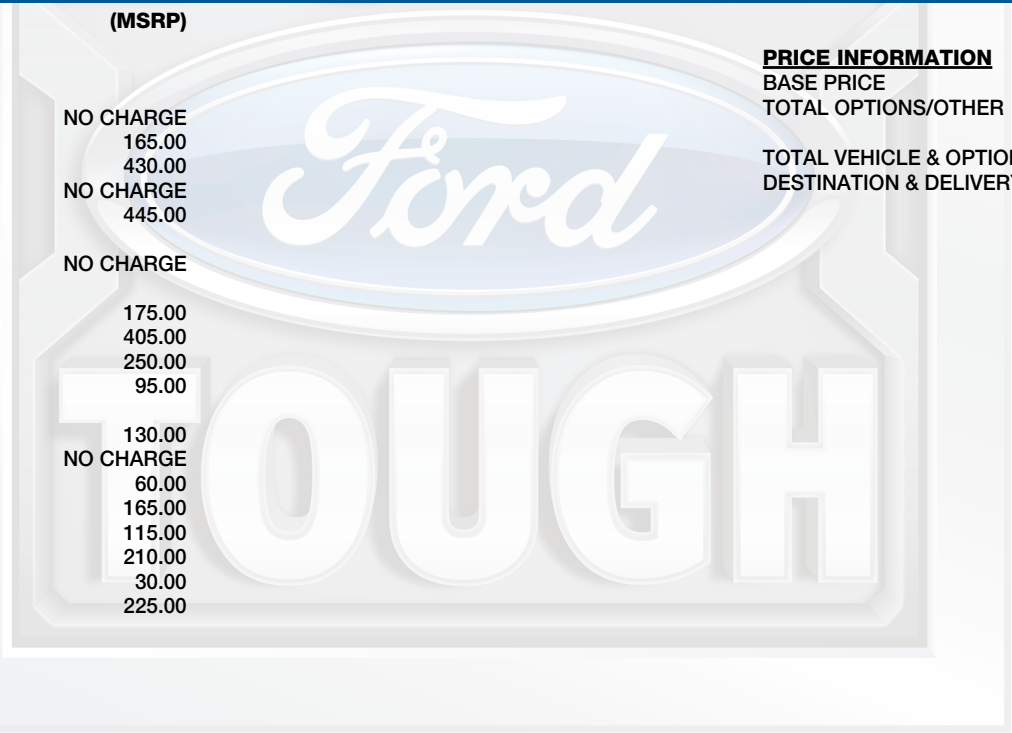 (MSRP)
NO CHARGE
165.00
430.00
NO CHARGE
445.00
NO CHARGE
175.00
405.00
250.00
95.00
130.00
NO CHARGE
60.00
165.00
115.00
210.00
30.00
225.00
PRICE INFORMATION
BASE PRICE
TOTAL OPTIONS/OTHER
TOTAL VEHICLE & OPTION
DESTINATION & DELIVERY
Ford
TOUGH